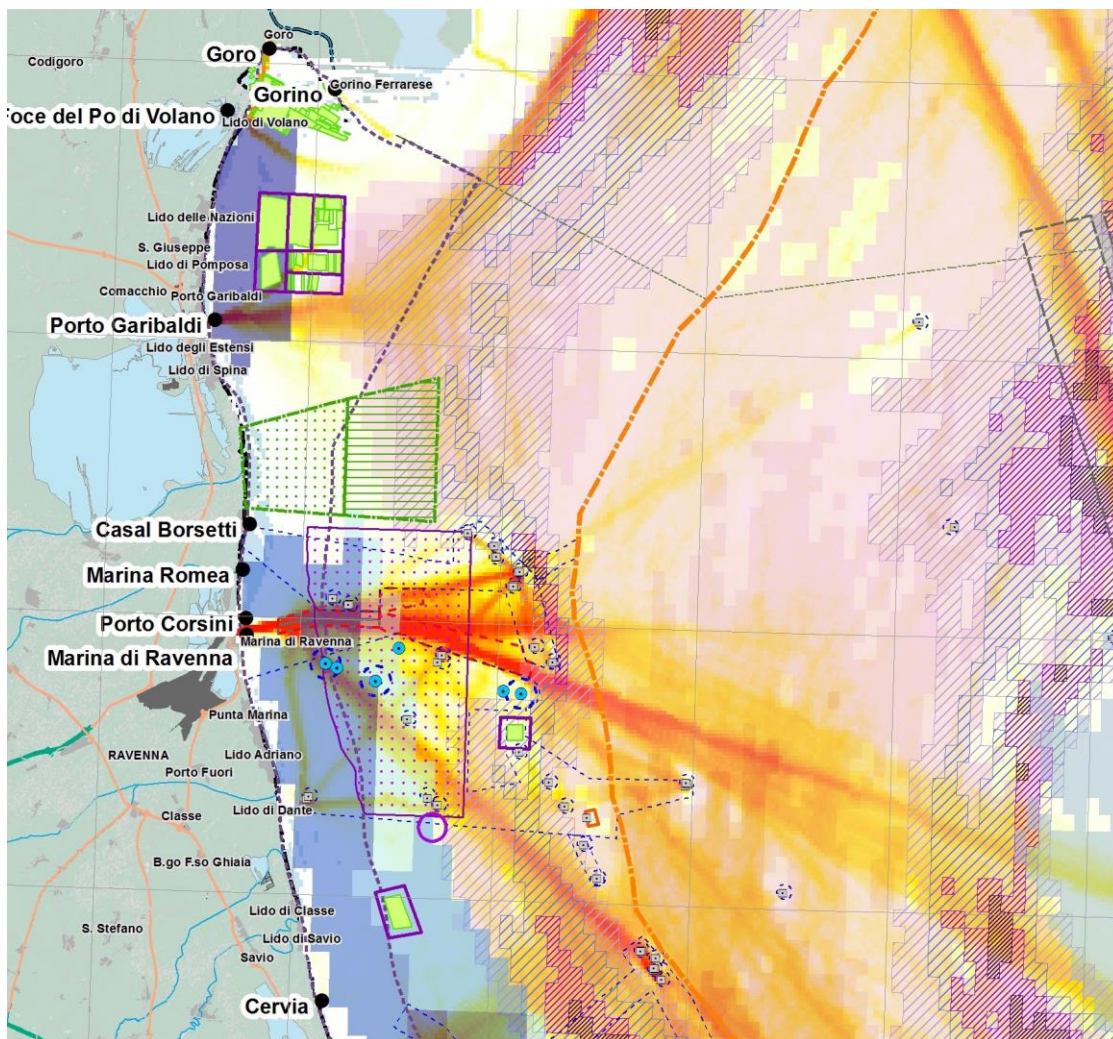 Goro
Goro
Codigoro
Gorino Ferrarese
Gorino
Foce del Po di Volano
Lido di Volano
Lido delle Nazioni
S. Giuseppe
Lido di Pomposa
Comacchio
Porto Garibaldi
Porto Garibaldi
Lido degli Estensi
Lido di Spina
Casal Borsetti
Marina Romea
Porto Corsini
Marina di Ravenna
Marina di Ravenna
Punta Marina
RAVENNA
Lido Adriano
Porto Fuori
Lido di Dante
Classe
B.go F.so Ghiaia
Lido di Classe
S. Stefano
Lido di Savio
Savio
Cervia